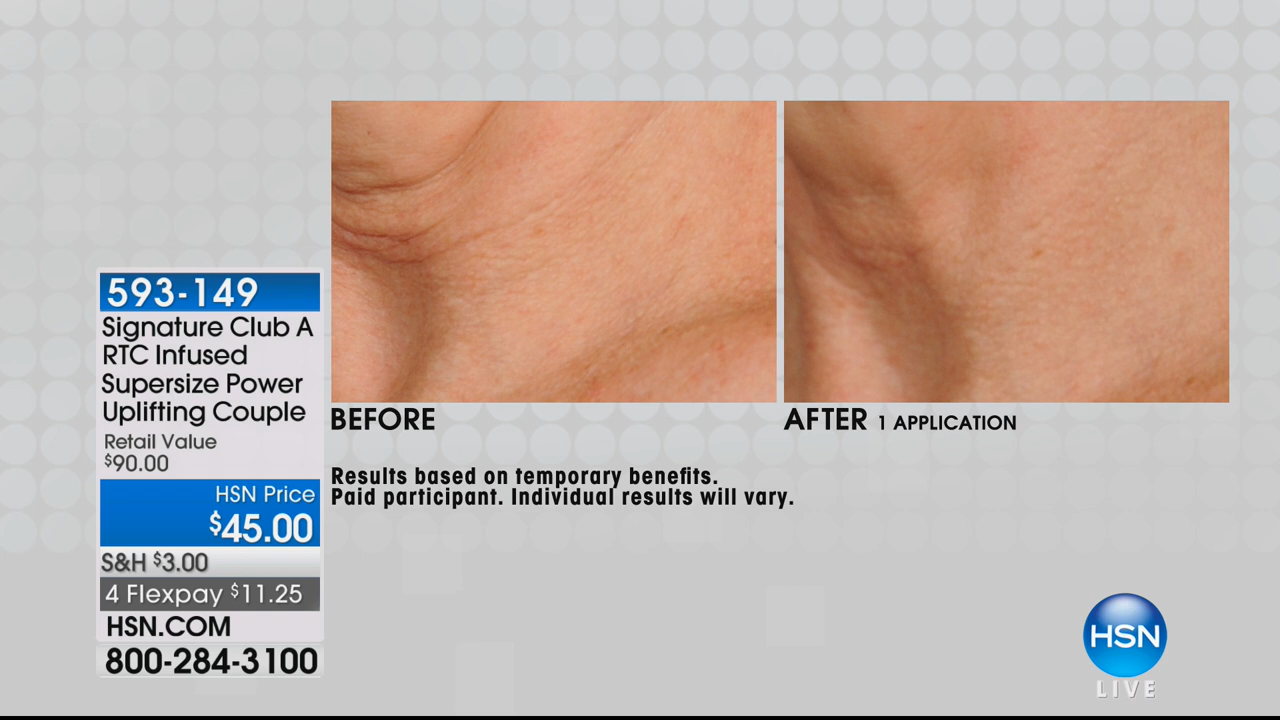 593-149
Signature Club A
RTC Infused
Supersize Power
Uplifting Couple
Retail Value
$90.00
HSN Price
$45.00
S&H $3.00
4 Flexpay $11.25
HSN.COM
800-284-3100
BEFORE
AFTER 1 APPLICATION
Results based on temporary benefits.
Paid participant. Individual results will vary.
HSN
LIVE